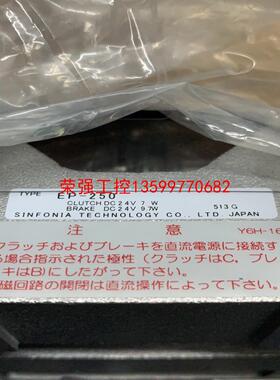 荣强工控13599770682
TYPE EP-250
CLUTCH DC24V 7 W
BRAKE DC24V 9.7W 513G
SINFONIA TECHNOLOGY CO., LTD. JAPAN
注 意 Y6H-16
クラッチおよびブレーキを直流電源に接続す
る場合指示された極性(クラッチはC、ブレ
ーキはB)にしたがって下さい。
磁回路の開閉は直流操作によって下さい。